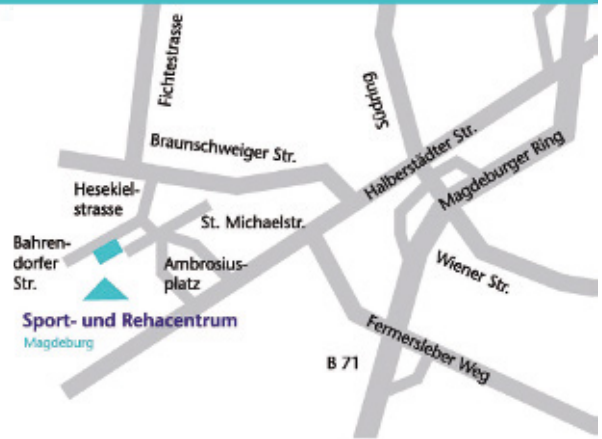 Fichtestrasse
Südring
Braunschweiger Str.
Halberstädter Str.
Magdeburger Ring
Hesekiel-
strasse
St. Michaelstr.
Bahren-
dorfer
Str.
Ambrosius-
platz
Wiener Str.
Sport- und Rehacentrum
Magdeburg
Fermersleber Weg
B 71